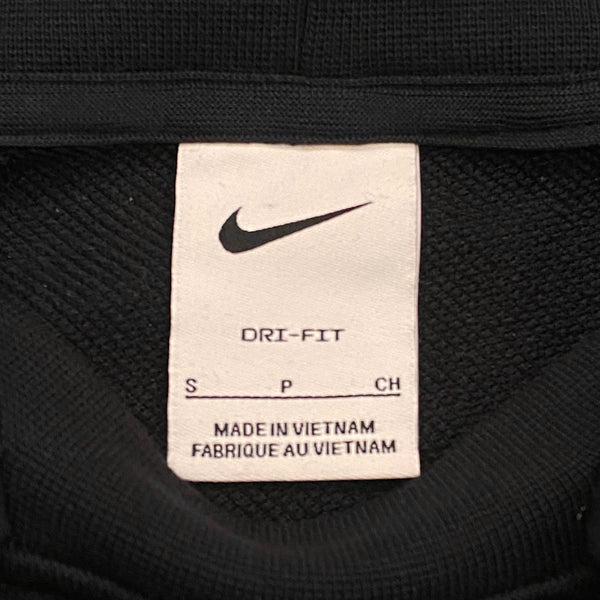 DRI-FIT
S P CH
MADE IN VIETNAM
FABRIQUE AU VIETNAM